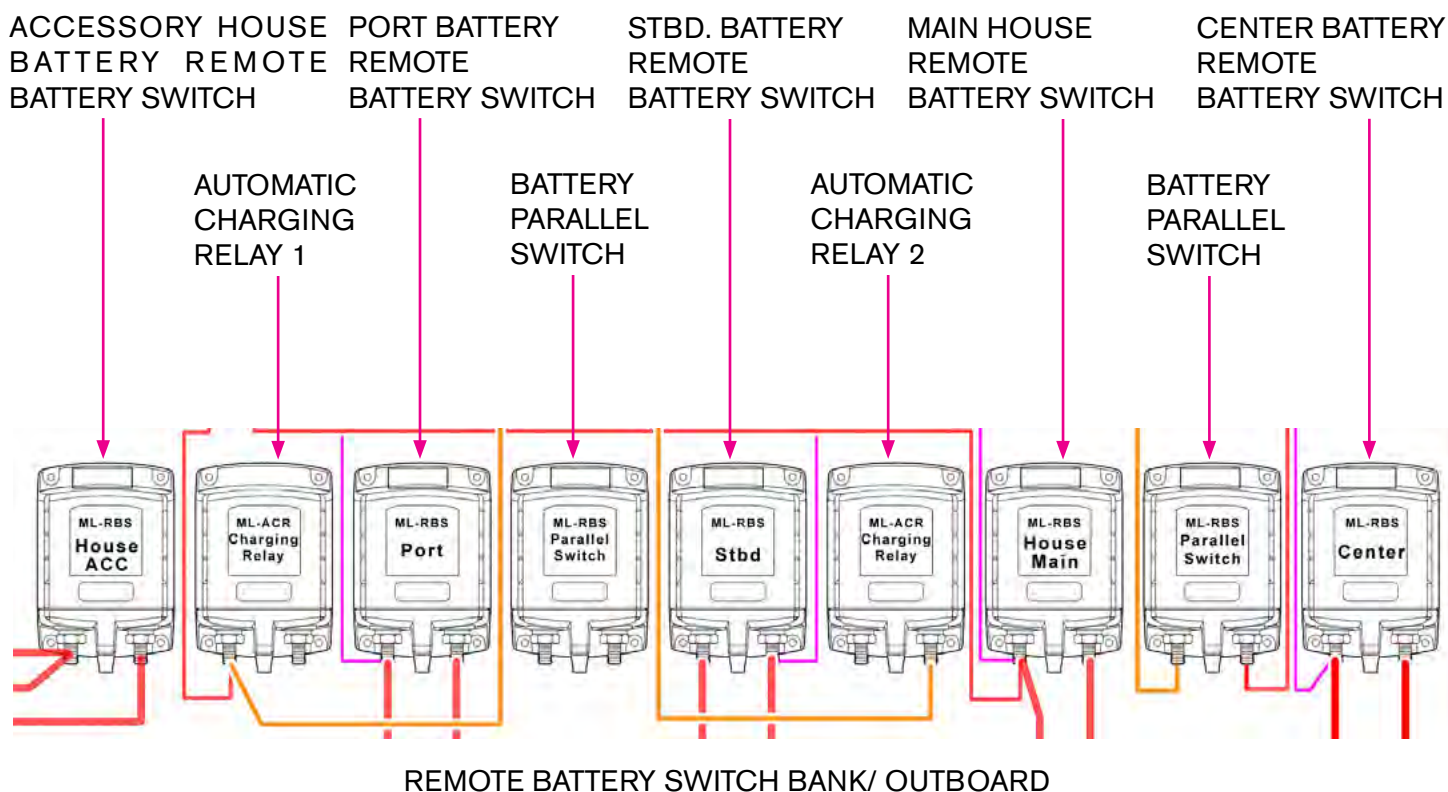 ACCESSORY HOUSE
BATTERY REMOTE
BATTERY SWITCH
PORT BATTERY
REMOTE
BATTERY SWITCH
STBD. BATTERY
REMOTE
BATTERY SWITCH
MAIN HOUSE
REMOTE
BATTERY SWITCH
CENTER BATTERY
REMOTE
BATTERY SWITCH
AUTOMATIC
CHARGING
RELAY 1
BATTERY
PARALLEL
SWITCH
AUTOMATIC
CHARGING
RELAY 2
BATTERY
PARALLEL
SWITCH
ML-RBS
House
ACC
ML-ACR
Charging
Relay
ML-RBS
Port
ML-RBS
Parallel
Switch
ML-RBS
Stbd
ML-ACR
Charging
Relay
ML-RBS
House
Main
ML-RBS
Parallel
Switch
ML-RBS
Center
REMOTE BATTERY SWITCH BANK/ OUTBOARD